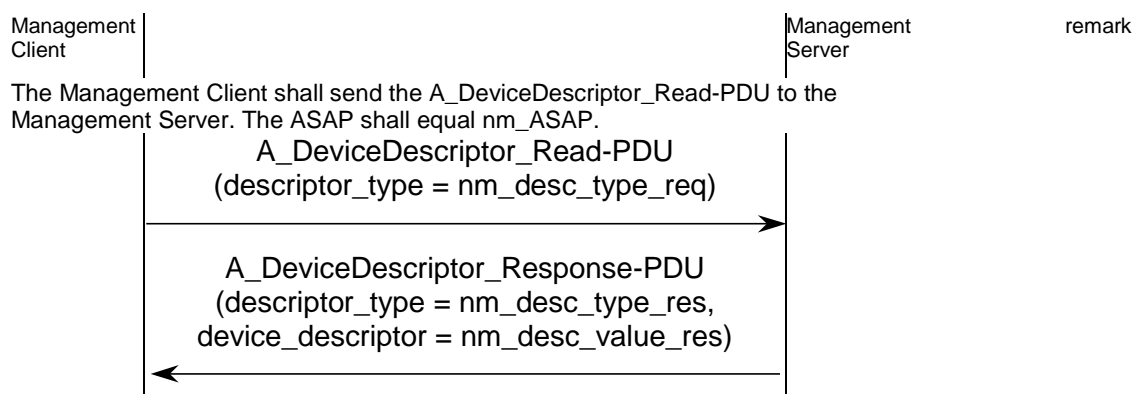 Management Client
Management Server
remark
The Management Client shall send the A_DeviceDescriptor_Read-PDU to the
Management Server. The ASAP shall equal nm_ASAP.
A_DeviceDescriptor_Read-PDU
(descriptor_type = nm_desc_type_req)
A_DeviceDescriptor_Response-PDU
(descriptor_type = nm_desc_type_res,
device_descriptor = nm_desc_value_res)